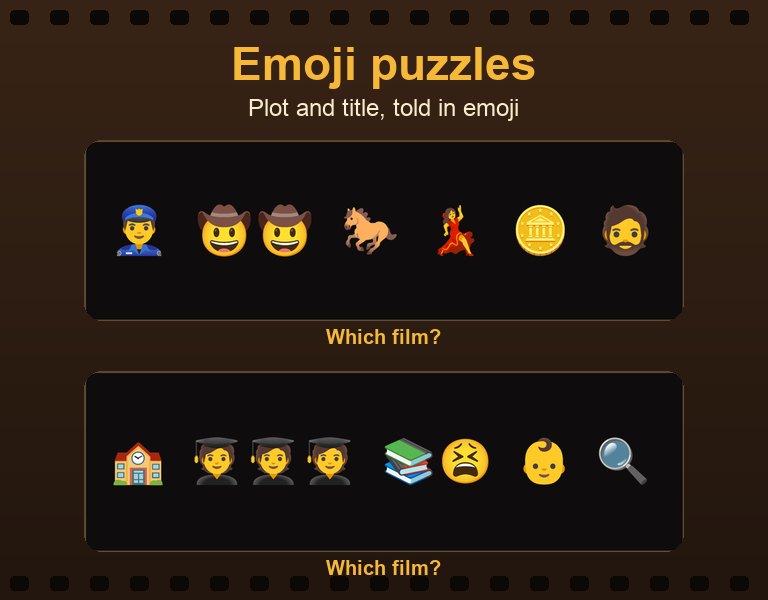 Emoji puzzles
Plot and title, told in emoji
Which film?
Which film?